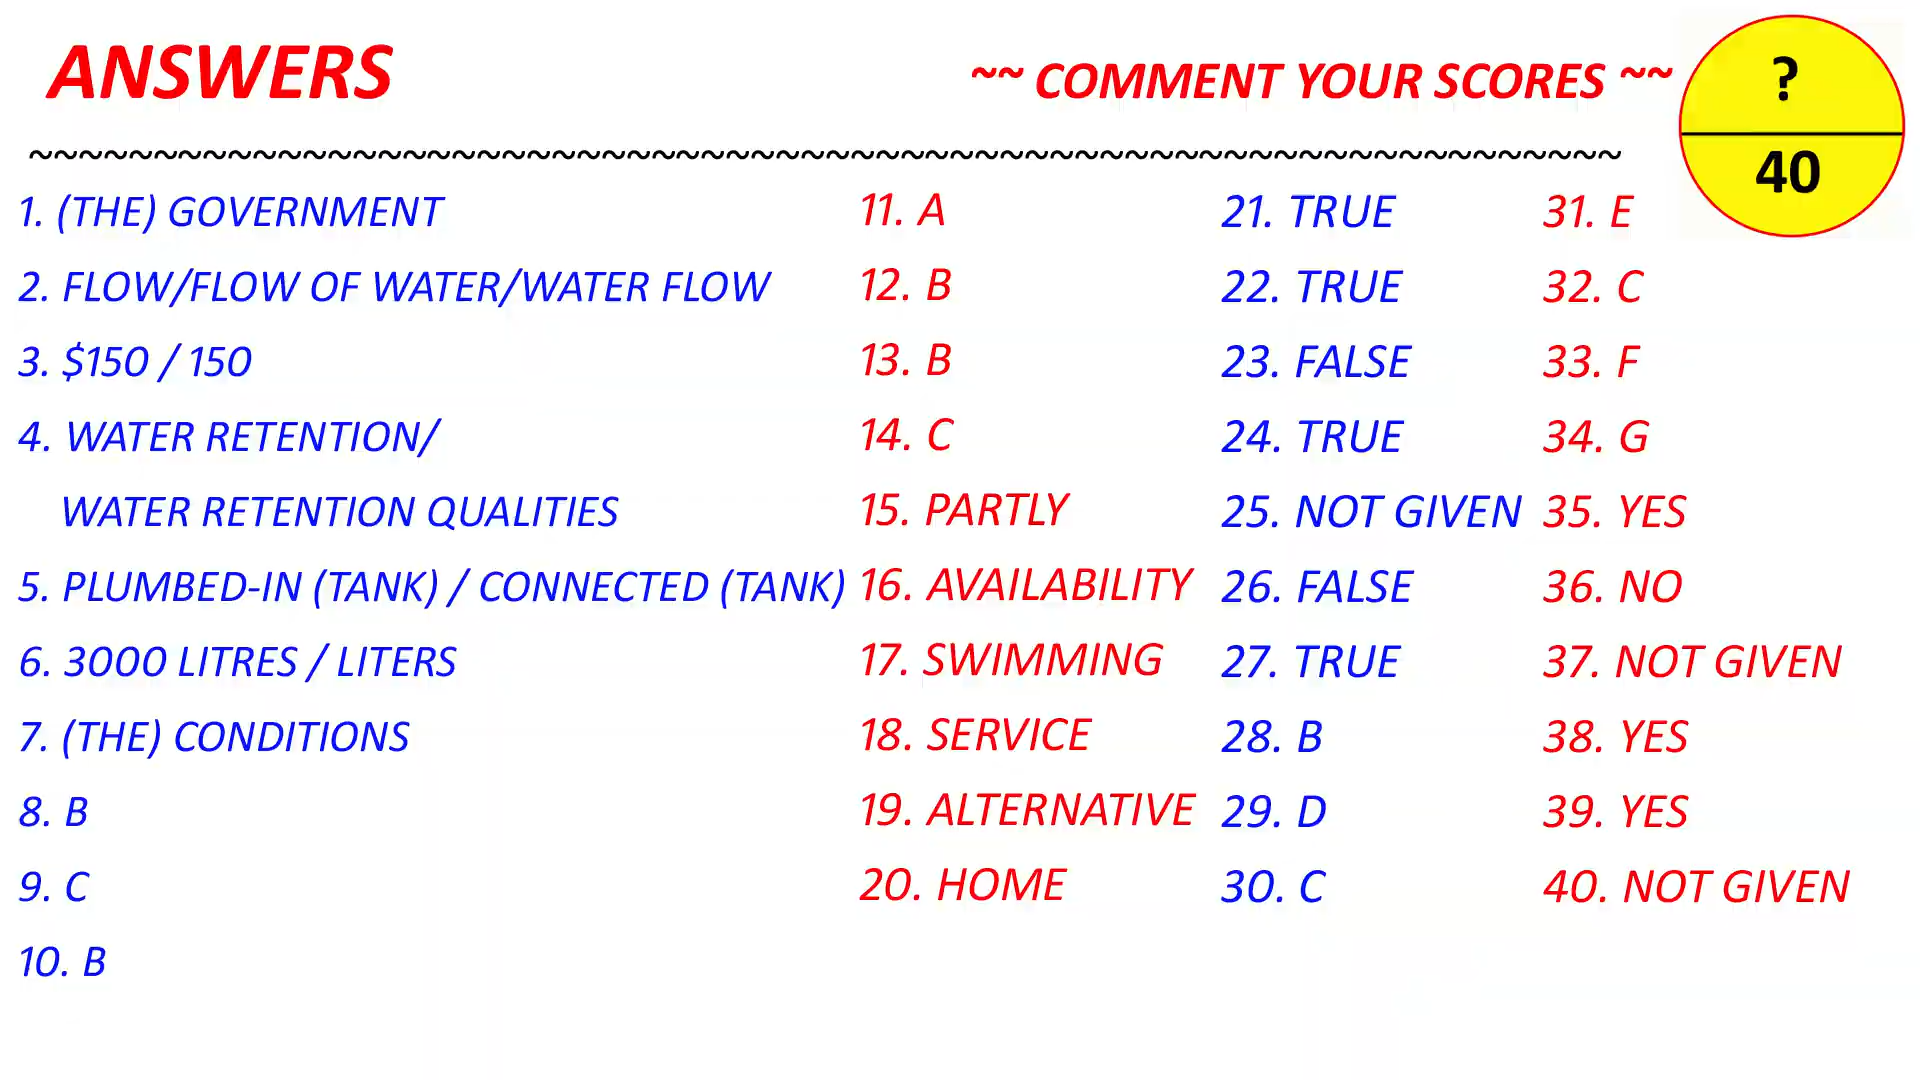 ANSWERS
~~ COMMENT YOUR SCORES ~~
?
40
~~~~~~~~~~~~~~~~~~~~~~~~~~~~~~~~~~~~~~~~~~~~~~~~~~~~~~~~~~~~~~~~
1. (THE) GOVERNMENT
2. FLOW/FLOW OF WATER/WATER FLOW
3. $150 / 150
4. WATER RETENTION/
WATER RETENTION QUALITIES
5. PLUMBED-IN (TANK) / CONNECTED (TANK)
6. 3000 LITRES / LITERS
7. (THE) CONDITIONS
8. B
9. C
10. B
11. A
12. B
13. B
14. C
15. PARTLY
16. AVAILABILITY
17. SWIMMING
18. SERVICE
19. ALTERNATIVE
20. HOME
21. TRUE
22. TRUE
23. FALSE
24. TRUE
25. NOT GIVEN
26. FALSE
27. TRUE
28. B
29. D
30. C
31. E
32. C
33. F
34. G
35. YES
36. NO
37. NOT GIVEN
38. YES
39. YES
40. NOT GIVEN